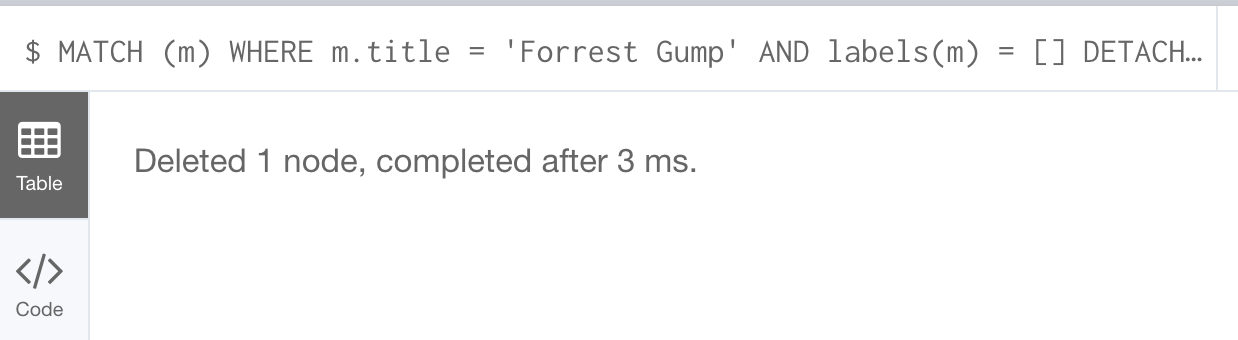 $ MATCH (m) WHERE m.title = 'Forrest Gump' AND labels(m) = [] DETACH…
Table
Deleted 1 node, completed after 3 ms.
</> 
Code